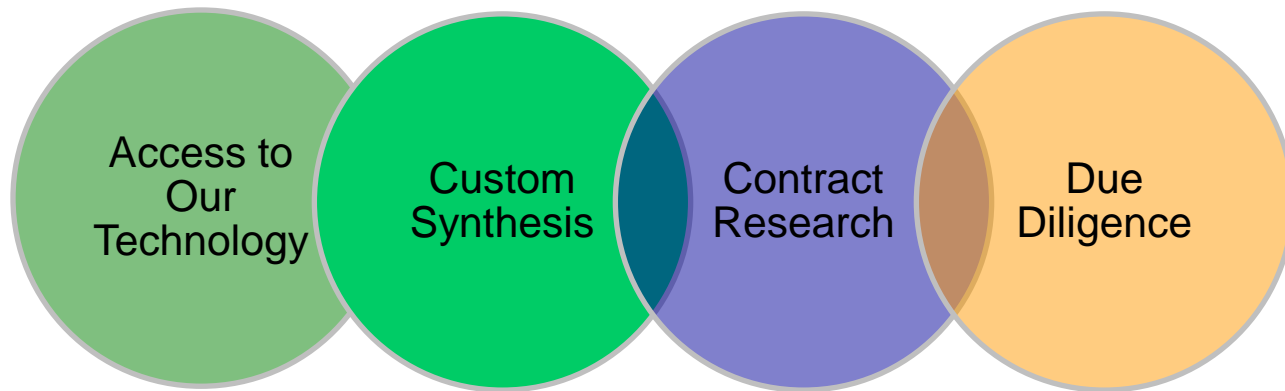 Access to
Our
Technology
Custom
Synthesis
Contract
Research
Due
Diligence